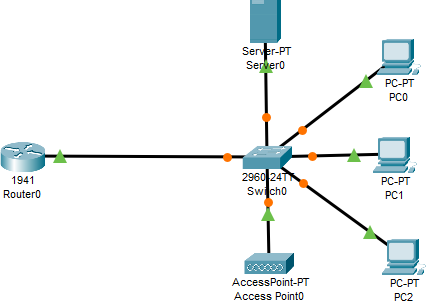 Server-PT
Server0
PC-PT
PC0
1941
Router0
2960-24TT
Switch0
PC-PT
PC1
AccessPoint-PT
Access Point0
PC-PT
PC2